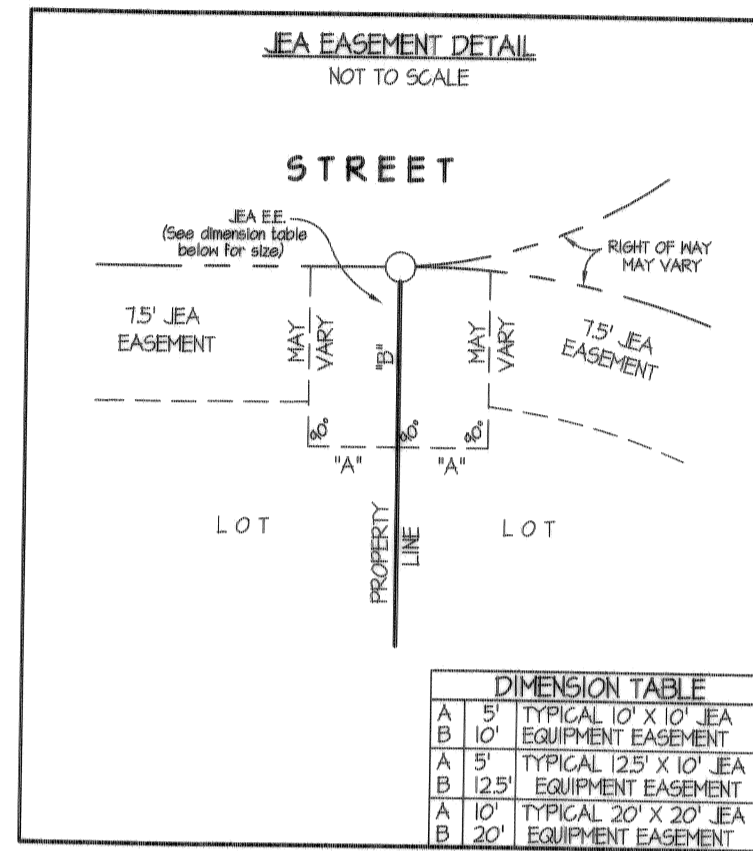 JEA EASEMENT DETAIL
NOT TO SCALE
STREET
JEA E.E.
(See dimension table
below for size)
RIGHT OF WAY
MAY VARY
7.5' JEA
EASEMENT
MAY
VARY
"B"
MAY
VARY
7.5' JEA
EASEMENT
90°
90°
90°
"A"
"A"
LOT
PROPERTY
LINE
LOT
DIMENSION TABLE
A 5' TYPICAL 10' X 10' JEA
B 10' EQUIPMENT EASEMENT
A 5' TYPICAL 12.5' X 10' JEA
B 12.5' EQUIPMENT EASEMENT
A 10' TYPICAL 20' X 20' JEA
B 20' EQUIPMENT EASEMENT